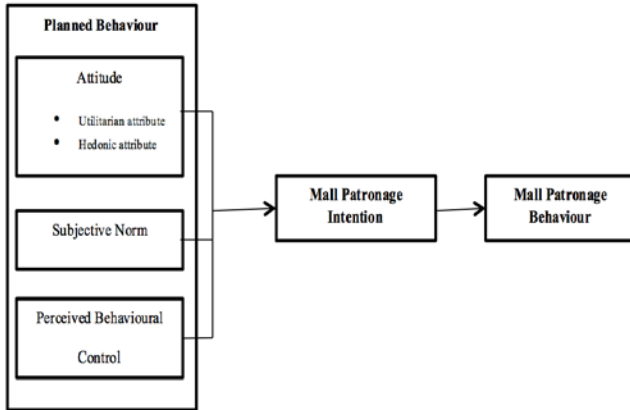 Planned Behaviour
Attitude
• Utilitarian attribute
• Hedonic attribute
Subjective Norm
Perceived Behavioural
Control
Mall Patronage
Intention
Mall Patronage
Behaviour